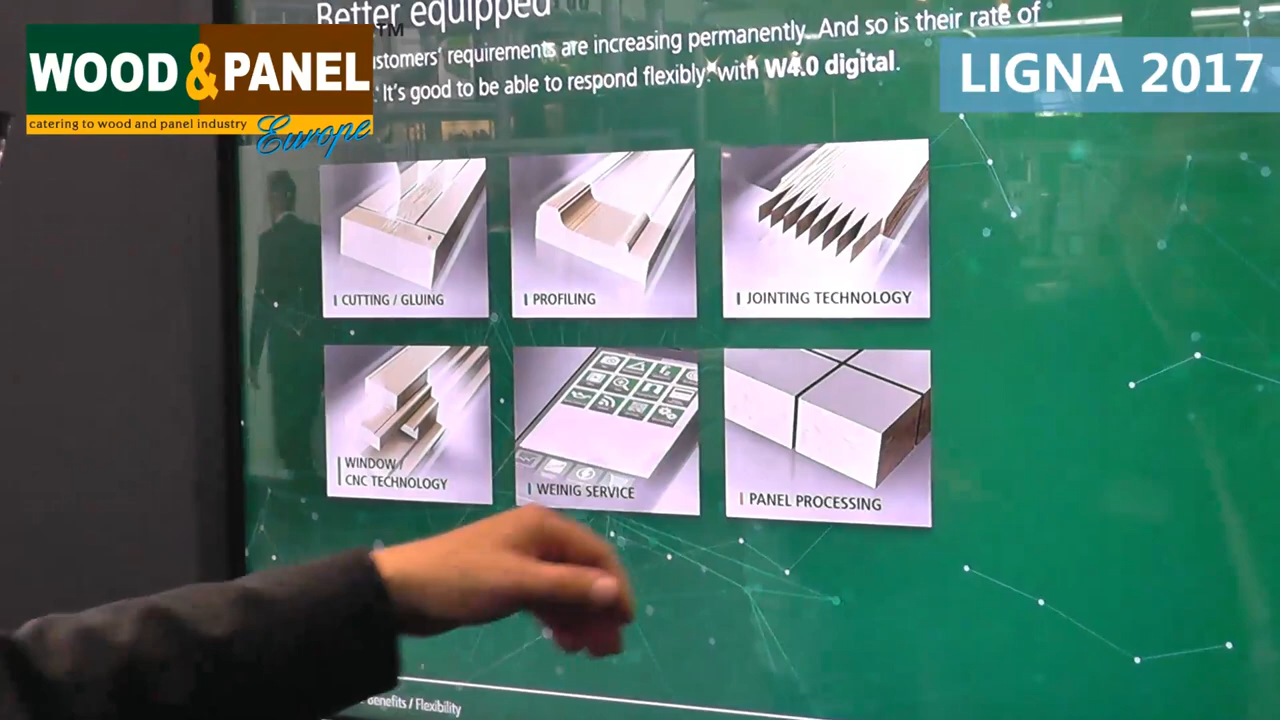 Better equipped
WOOD & PANEL
TM
catering to wood and panel industry
Europe
LIGNA 2017
requirements are increasing permanently. And so is their rate of
It's good to be able to respond flexibly: with W4.0 digital.
CUTTING / GLUING
PROFILING
JOINTING TECHNOLOGY
WINDOW /
CNC TECHNOLOGY
WEINIG SERVICE
PANEL PROCESSING
Benefits / Flexibility